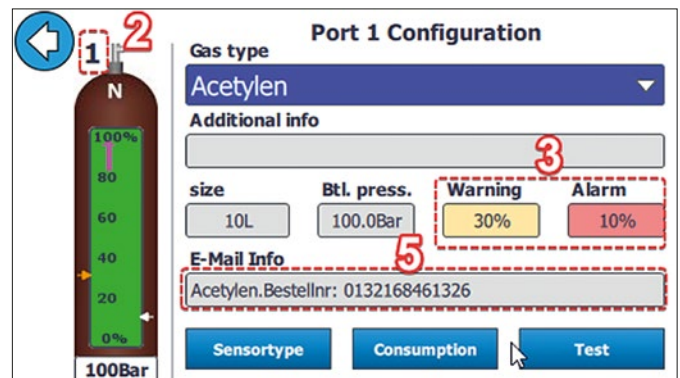 Port 1 Configuration
1 2
Gas type
N
Acetylen
Additional info
100%
80
60
40
20
0%
100Bar
3
size Btl. press. Warning Alarm
10L 100.0Bar 30% 10%
E-Mail Info 5
Acetylen.Bestellnr: 0132168461326
Sensortype Consumption Test